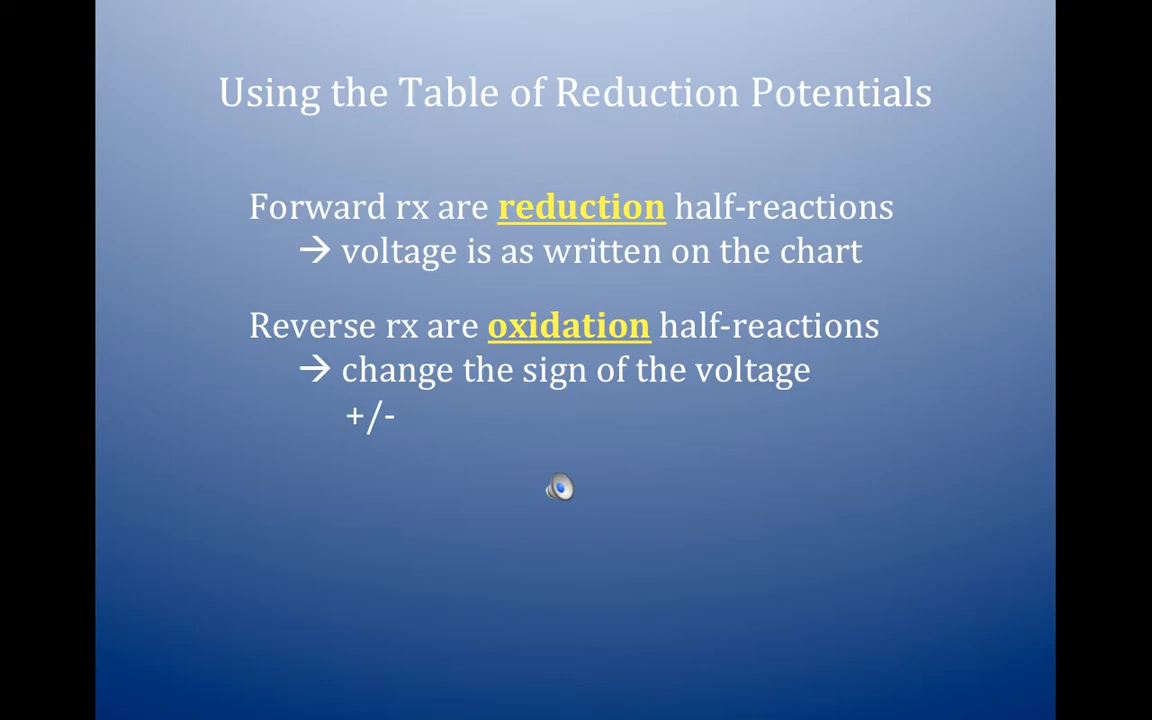 Using the Table of Reduction Potentials
Forward rx are reduction half-reactions
→ voltage is as written on the chart
Reverse rx are oxidation half-reactions
→ change the sign of the voltage
+/-